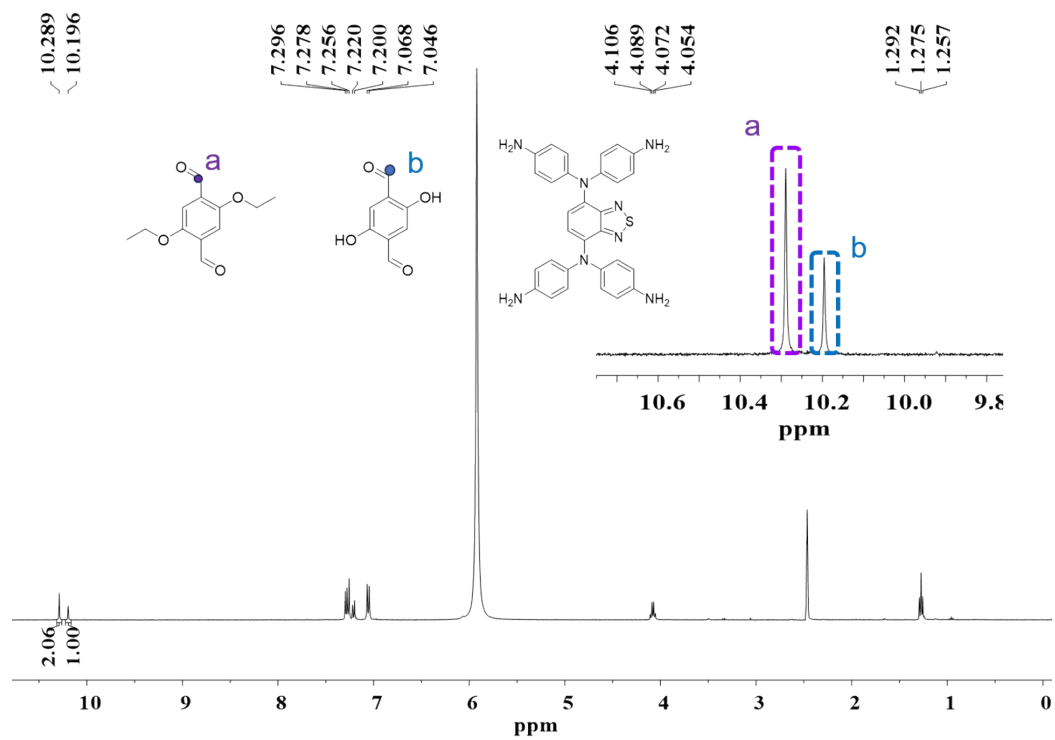 10.289
10.196
7.296
7.278
7.256
7.220
7.200
7.068
7.046
4.106
4.089
4.072
4.054
1.292
1.275
1.257
a
O
O
O
O
b
O
OH
HO
O
H₂N
NH₂
N
N
S
N
N
H₂N
NH₂
a
b
10.6 10.4 10.2 10.0 9.8
ppm
2.06
1.00
10 9 8 7 6 5 4 3 2 1 0
ppm